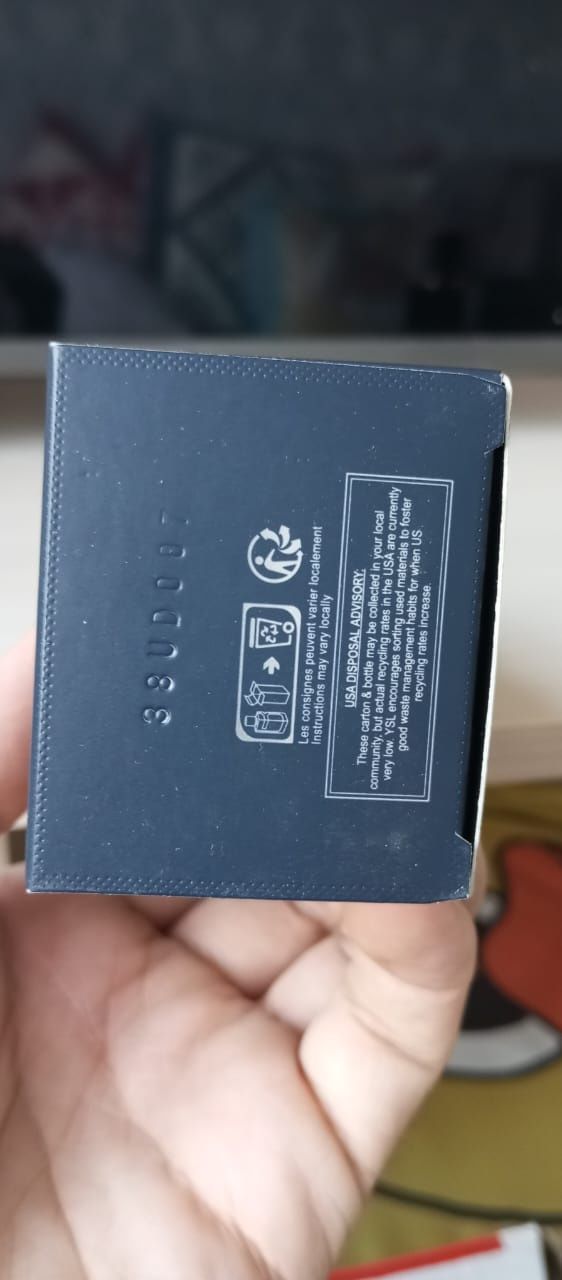 38UD007
Les consignes peuvent varier localement
Instructions may vary locally
USA DISPOSAL ADVISORY:
These carton & bottle may be collected in your local
community, but actual recycling rates in the USA are currently
very low. YSL encourages sorting used materials to foster
good waste management habits for when US
recycling rates increase.